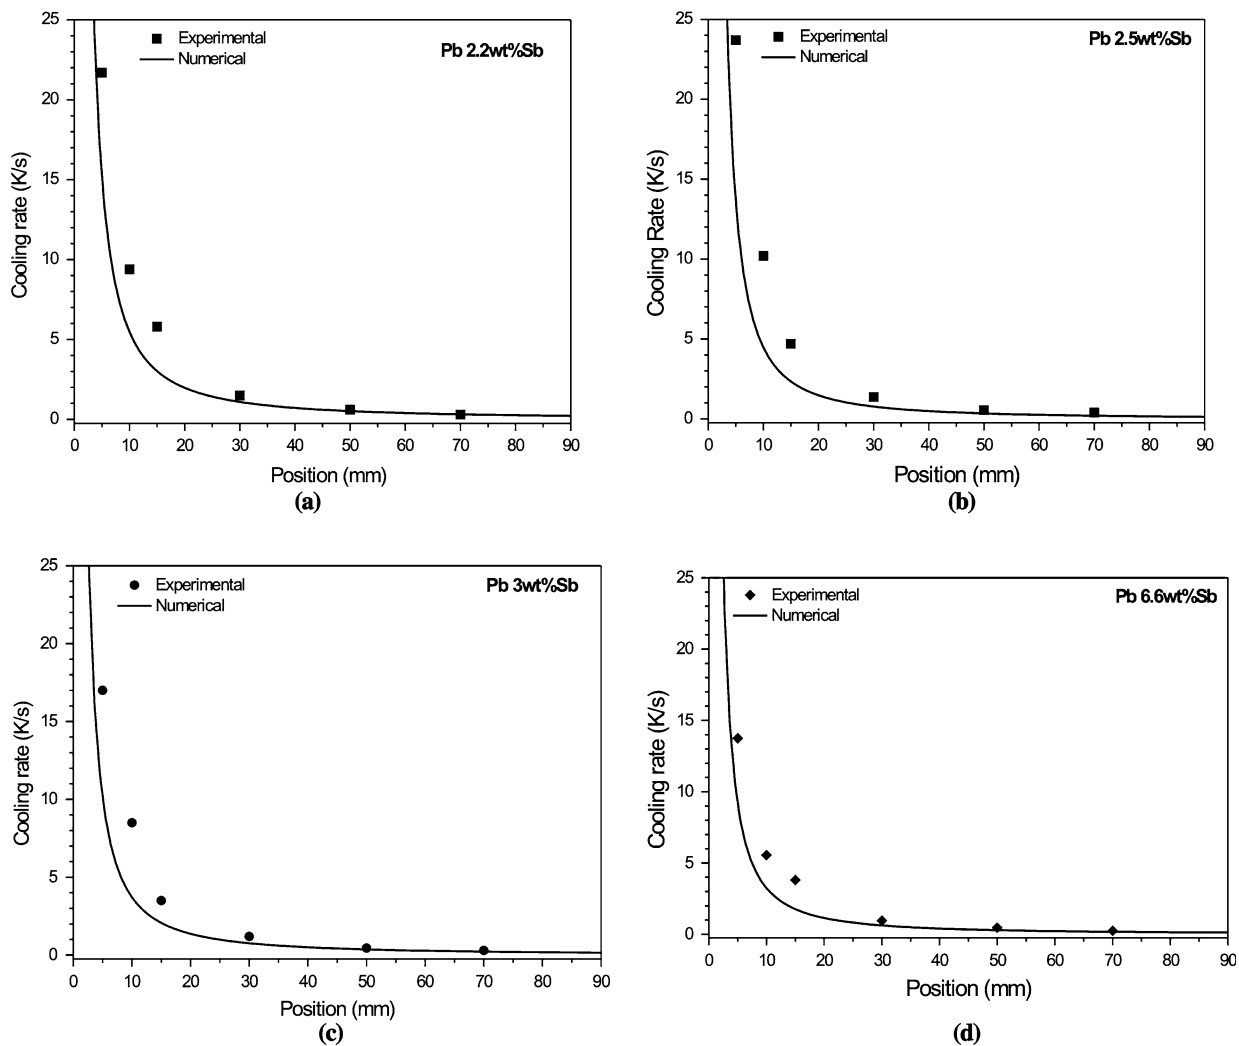 25
20
15
10
5
0
Cooling rate (K/s)
Experimental
Numerical
Pb 2.2wt%Sb
0 10 20 30 40 50 60 70 80 90
Position (mm)
(a)
25
20
15
10
5
0
Cooling Rate (K/s)
Experimental
Numerical
Pb 2.5wt%Sb
0 10 20 30 40 50 60 70 80 90
Position (mm)
(b)
25
20
15
10
5
0
Cooling rate (K/s)
Experimental
Numerical
Pb 3wt%Sb
0 10 20 30 40 50 60 70 80 90
Position (mm)
(c)
25
20
15
10
5
0
Cooling rate (K/s)
Experimental
Numerical
Pb 6.6wt%Sb
0 10 20 30 40 50 60 70 80 90
Position (mm)
(d)